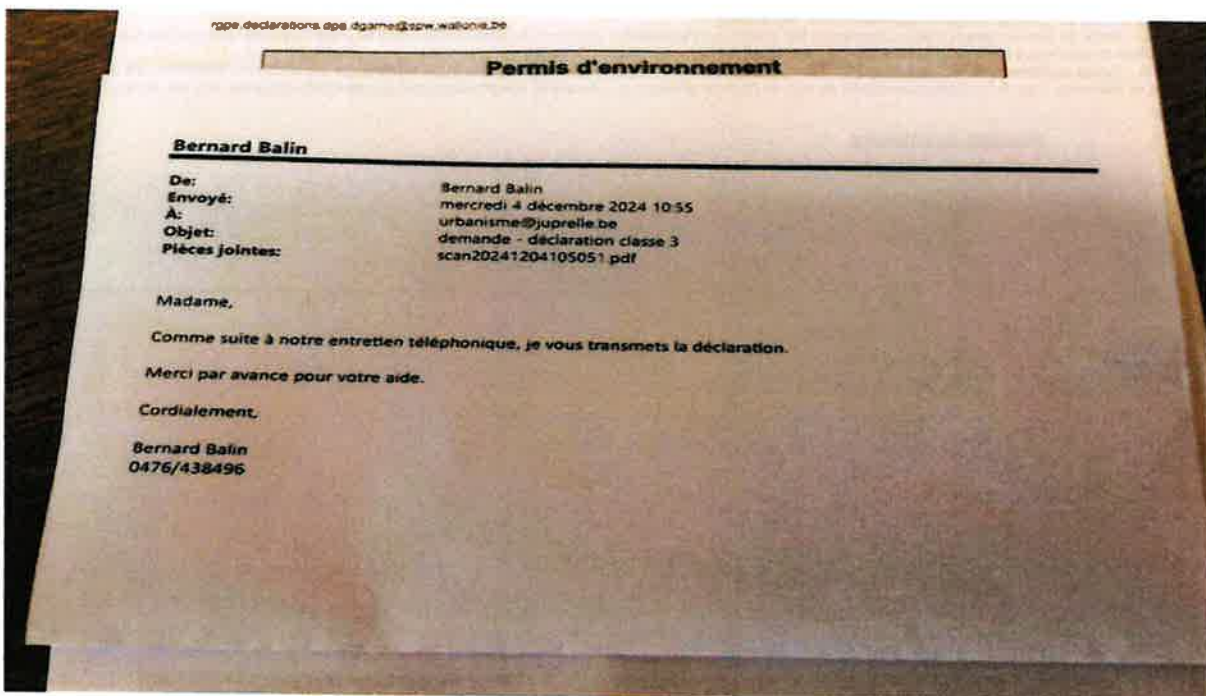 rgpe.declarations.dpa.dgarne@spw.wallonie.be
Permis d'environnement
Bernard Balin
De: Bernard Balin
Envoyé: mercredi 4 décembre 2024 10:55
À: urbanisme@juprelle.be
Objet: demande - déclaration classe 3
Pièces jointes: scan20241204105051.pdf
Madame,
Comme suite à notre entretien téléphonique, je vous transmets la déclaration.
Merci par avance pour votre aide.
Cordialement,
Bernard Balin
0476/438496